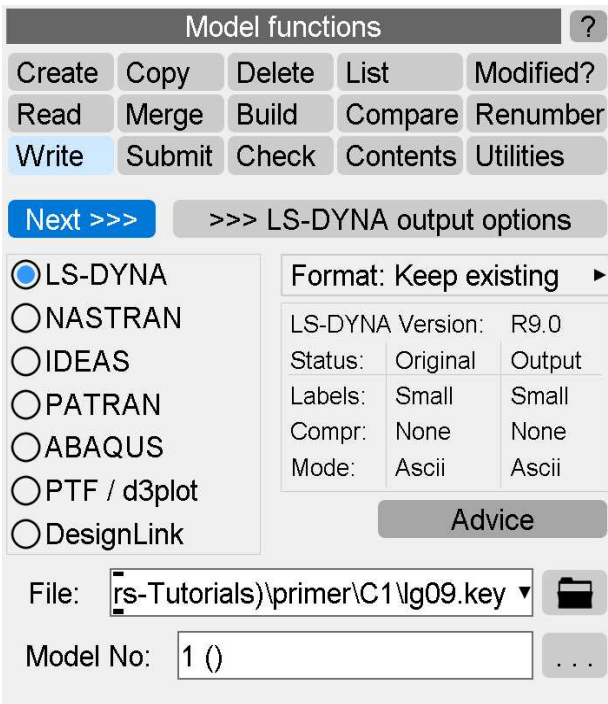 Model functions ?
Create Copy Delete List Modified?
Read Merge Build Compare Renumber
Write Submit Check Contents Utilities
Next >>> >>> LS-DYNA output options
LS-DYNA
NASTRAN
IDEAS
PATRAN
ABAQUS
PTF / d3plot
DesignLink
Format: Keep existing
LS-DYNA Version: R9.0
Status: Original Output
Labels: Small Small
Compr: None None
Mode: Ascii Ascii
Advice
File: rs-Tutorials)\primer\C1\lg09.key
Model No: 1 () ...